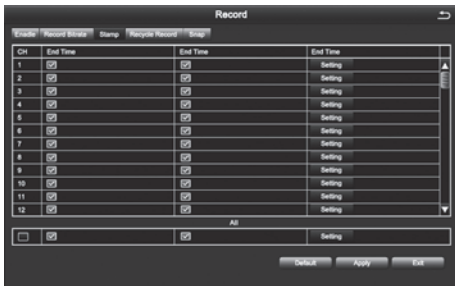 Record
Enable Record Bitrate Stamp Recycle Record Snap
CH End Time End Time End Time
1 Setting
2 Setting
3 Setting
4 Setting
5 Setting
6 Setting
7 Setting
8 Setting
9 Setting
10 Setting
11 Setting
12 Setting
All
Setting
Default Apply Exit